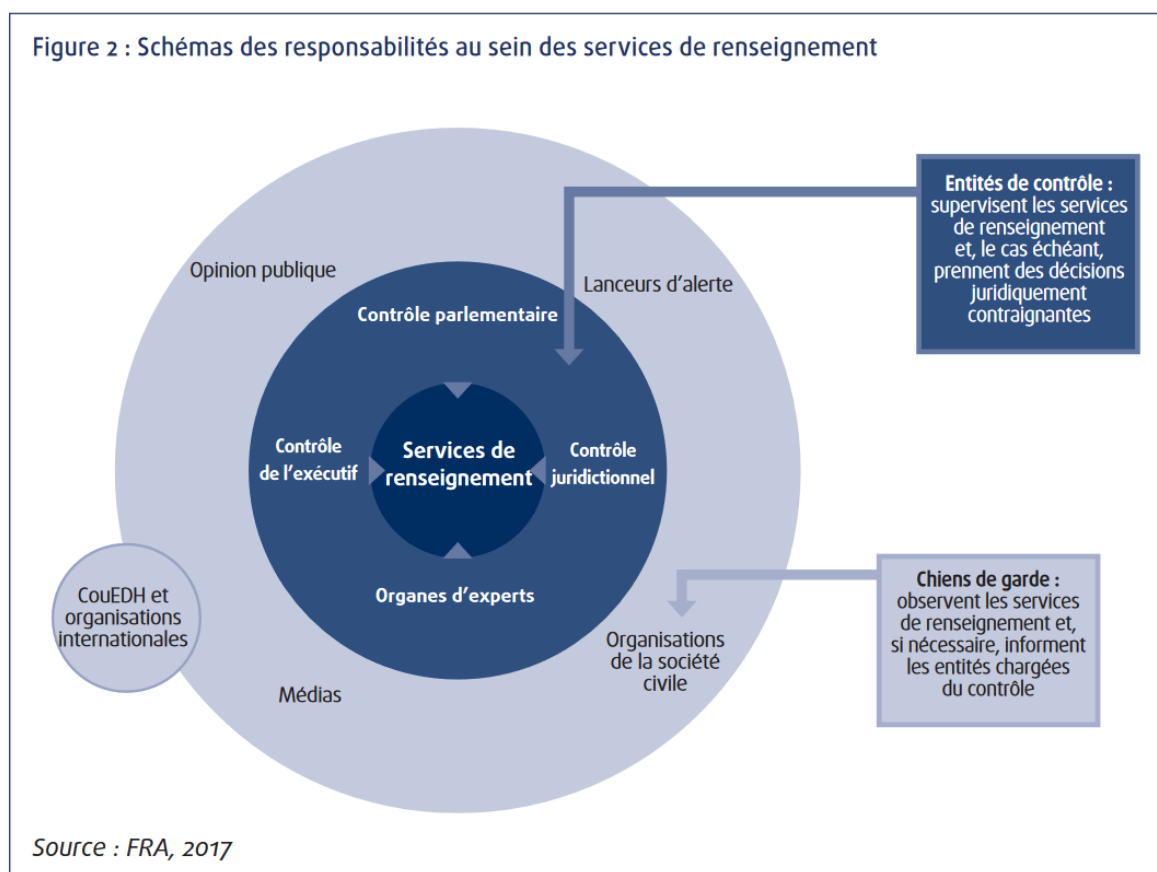 Figure 2 : Schémas des responsabilités au sein des services de renseignement
Entités de contrôle :
supervisent les services
de renseignement
et, le cas échéant,
prennent des décisions
juridiquement
contraignantes
Opinion publique
Lanceurs d'alerte
Contrôle parlementaire
Contrôle
de l'exécutif
Services de
renseignement
Contrôle
juridictionnel
Organes d'experts
CouEDH et
organisations
internationales
Médias
Organisations
de la société
civile
Chiens de garde :
observent les services
de renseignement et,
si nécessaire, informent
les entités chargées
du contrôle
Source : FRA, 2017